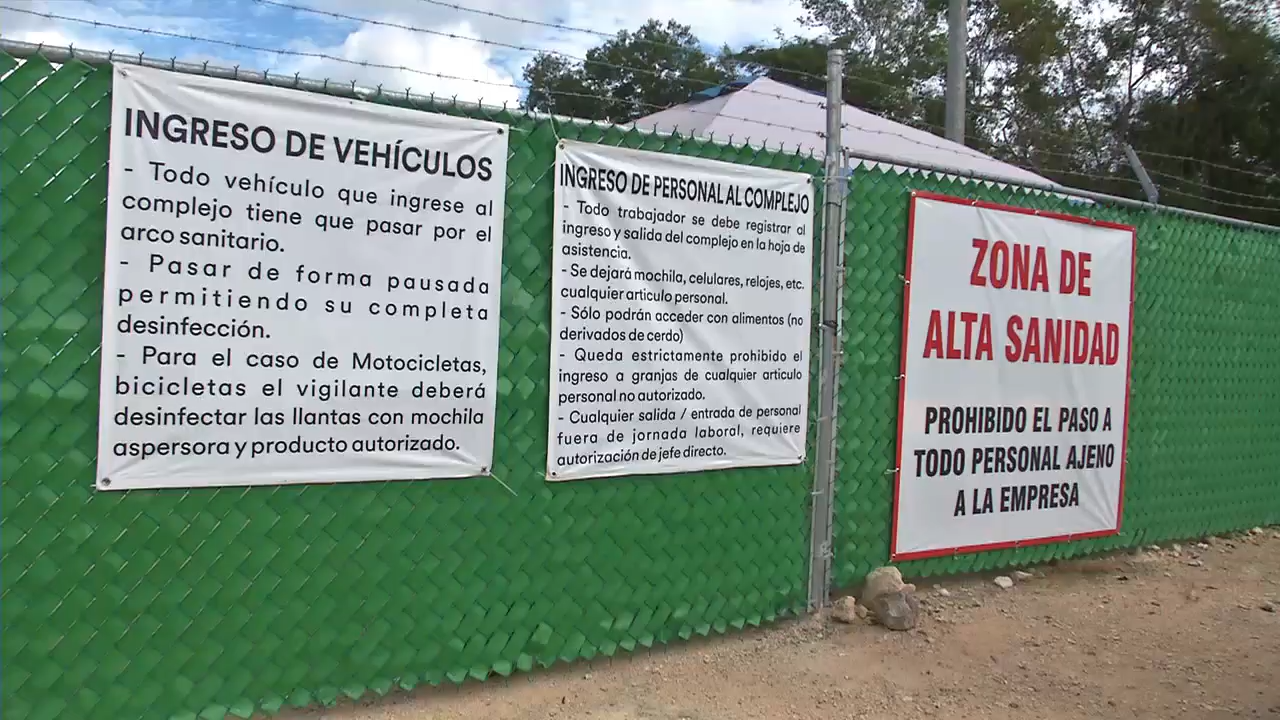 INGRESO DE VEHÍCULOS
- Todo vehículo que ingrese al
complejo tiene que pasar por el
arco sanitario.
- Pasar de forma pausada
permitiendo su completa
desinfección.
- Para el caso de Motocicletas,
bicicletas el vigilante deberá
desinfectar las llantas con mochila
aspersora y producto autorizado.
INGRESO DE PERSONAL AL COMPLEJO
- Todo trabajador se debe registrar al
ingreso y salida del complejo en la hoja de
asistencia.
- Se dejará mochila, celulares, relojes, etc.
cualquier articulo personal.
- Sólo podrán acceder con alimentos (no
derivados de cerdo)
- Queda estrictamente prohibido el
ingreso a granjas de cualquier articulo
personal no autorizado.
- Cualquier salida / entrada de personal
fuera de jornada laboral, requiere
autorización de jefe directo.
ZONA DE
ALTA SANIDAD
PROHIBIDO EL PASO A
TODO PERSONAL AJENO
A LA EMPRESA